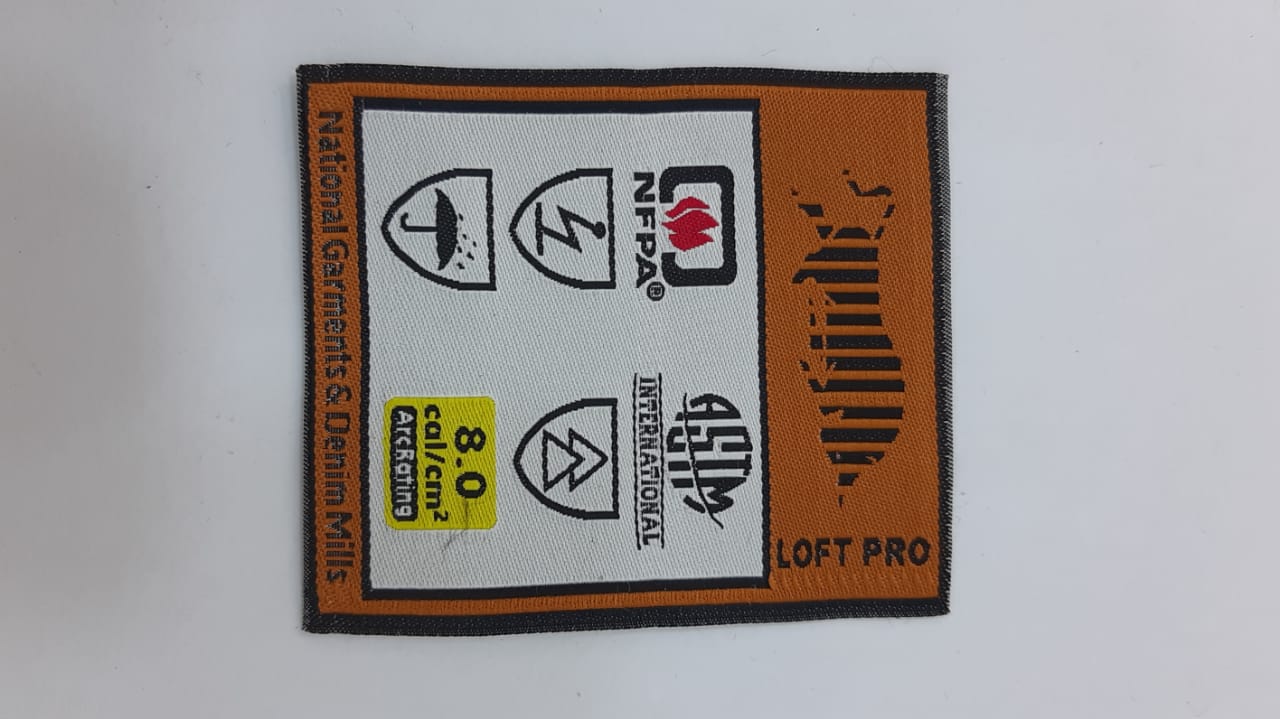 LOFT PRO
NFPA®
ASTM
INTERNATIONAL
8.0
cal/cm²
ArcRating
National Garments & Denim Mills